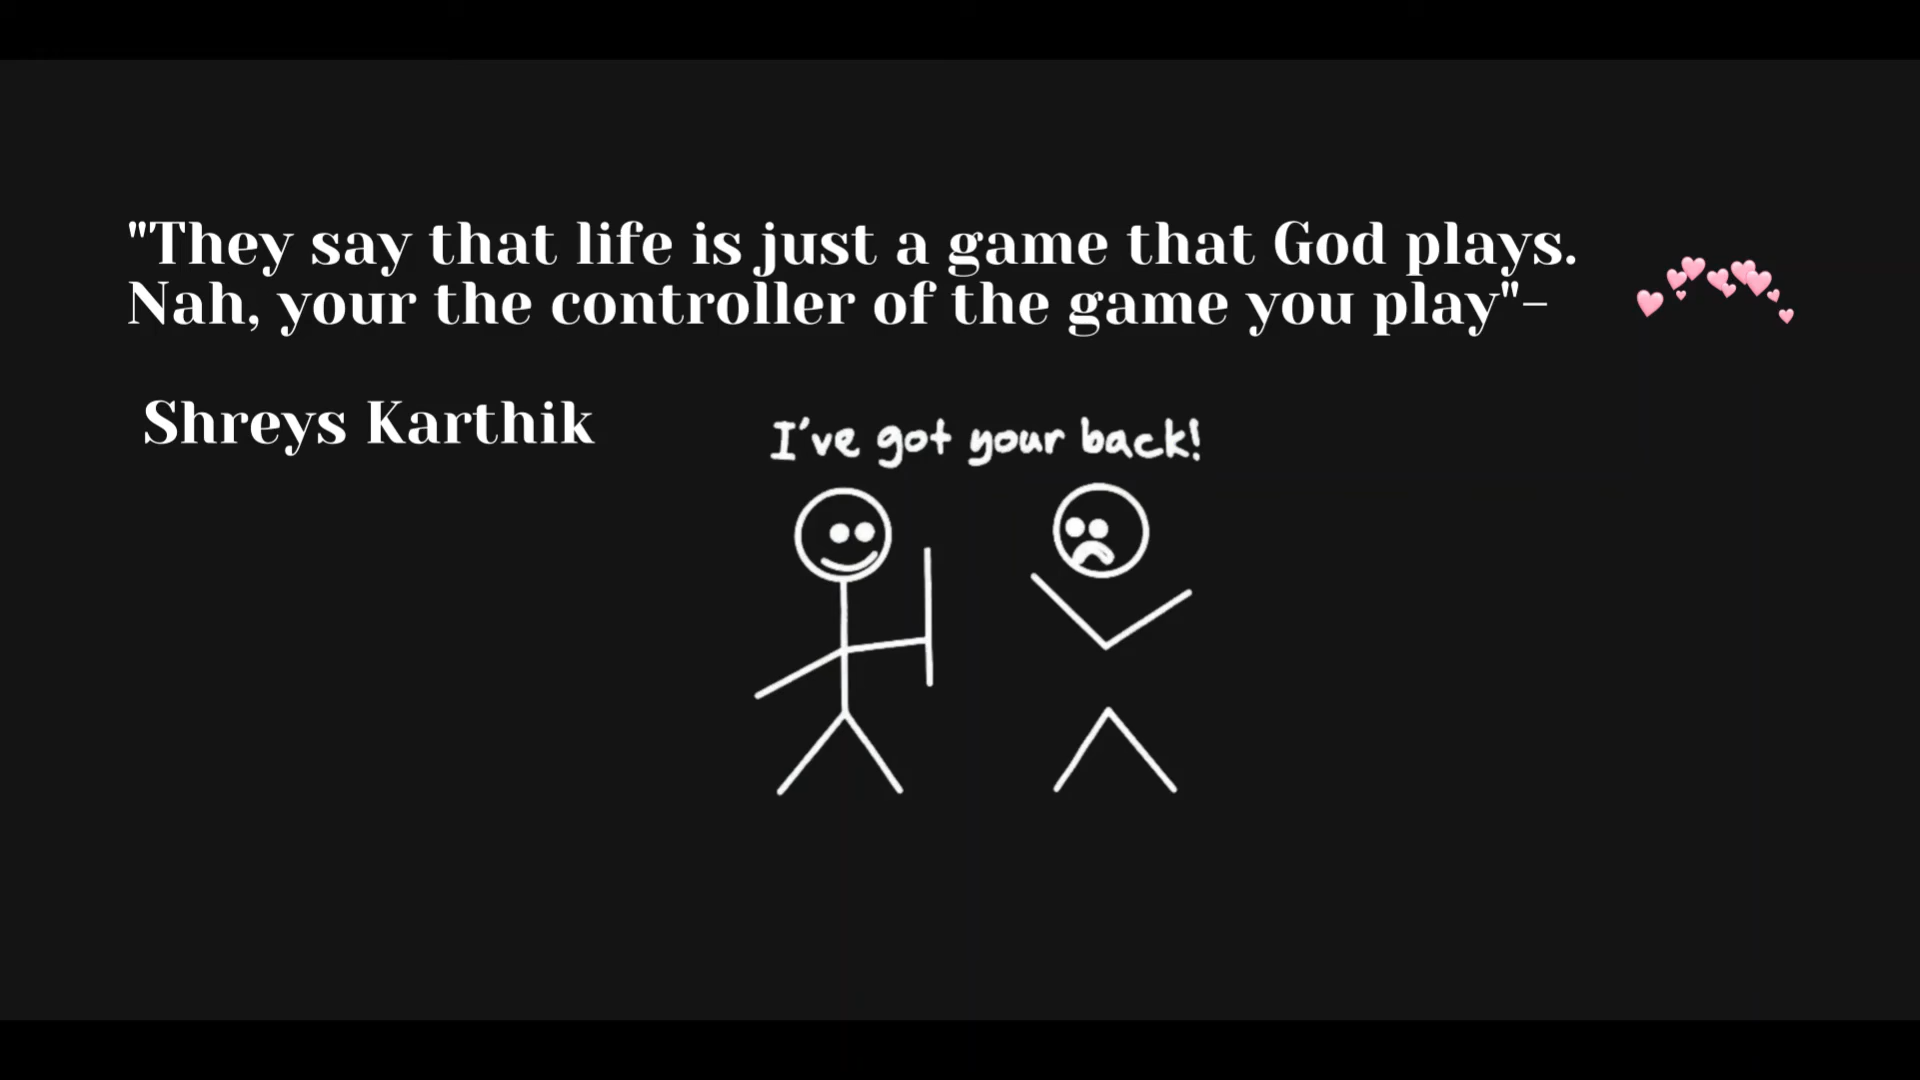 "They say that life is just a game that God plays.
Nah, your the controller of the game you play"-
Shreys Karthik
I've got your back!